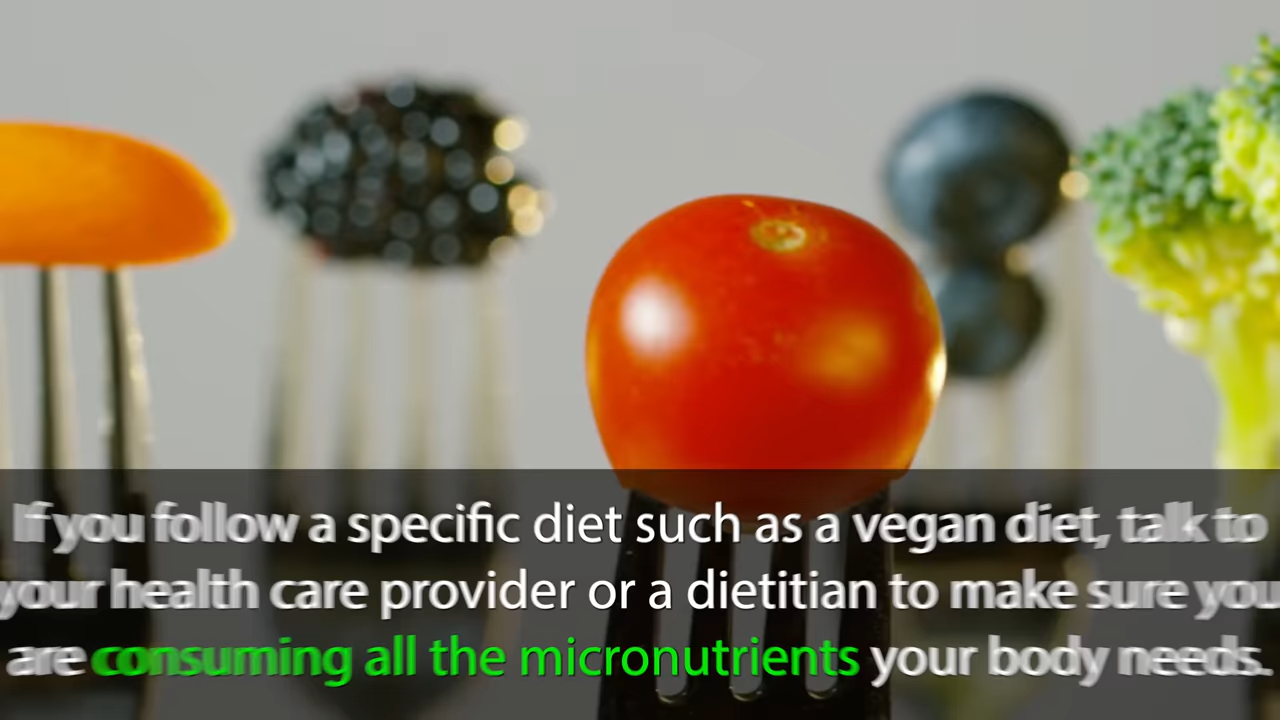 If you follow a specific diet such as a vegan diet, talk to
your health care provider or a dietitian to make sure you
are consuming all the micronutrients your body needs.